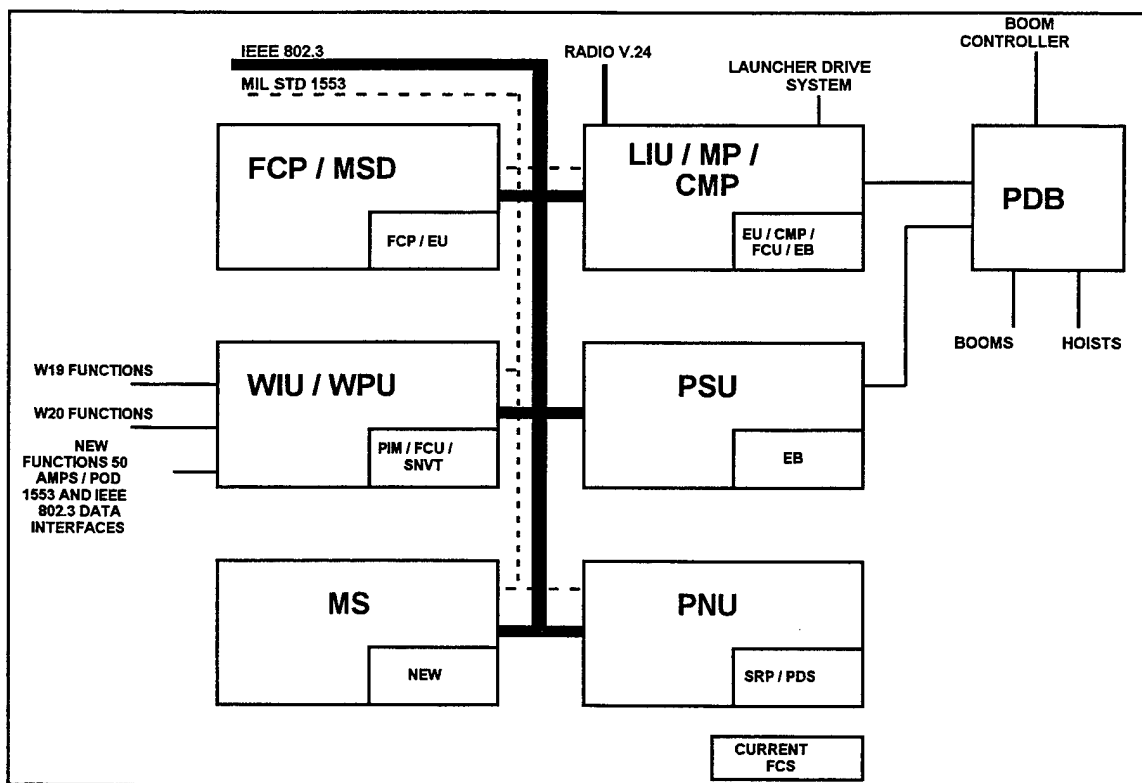 IEEE 802.3
MIL STD 1553
RADIO V.24
LAUNCHER DRIVE
SYSTEM
BOOM
CONTROLLER
FCP / MSD
FCP / EU
LIU / MP /
CMP
EU / CMP /
FCU / EB
PDB
BOOMS
HOISTS
W19 FUNCTIONS
W20 FUNCTIONS
NEW
FUNCTIONS 50
AMPS / POD
1553 AND IEEE
802.3 DATA
INTERFACES
WIU / WPU
PIM / FCU /
SNVT
PSU
EB
MS
NEW
PNU
SRP / PDS
CURRENT
FCS